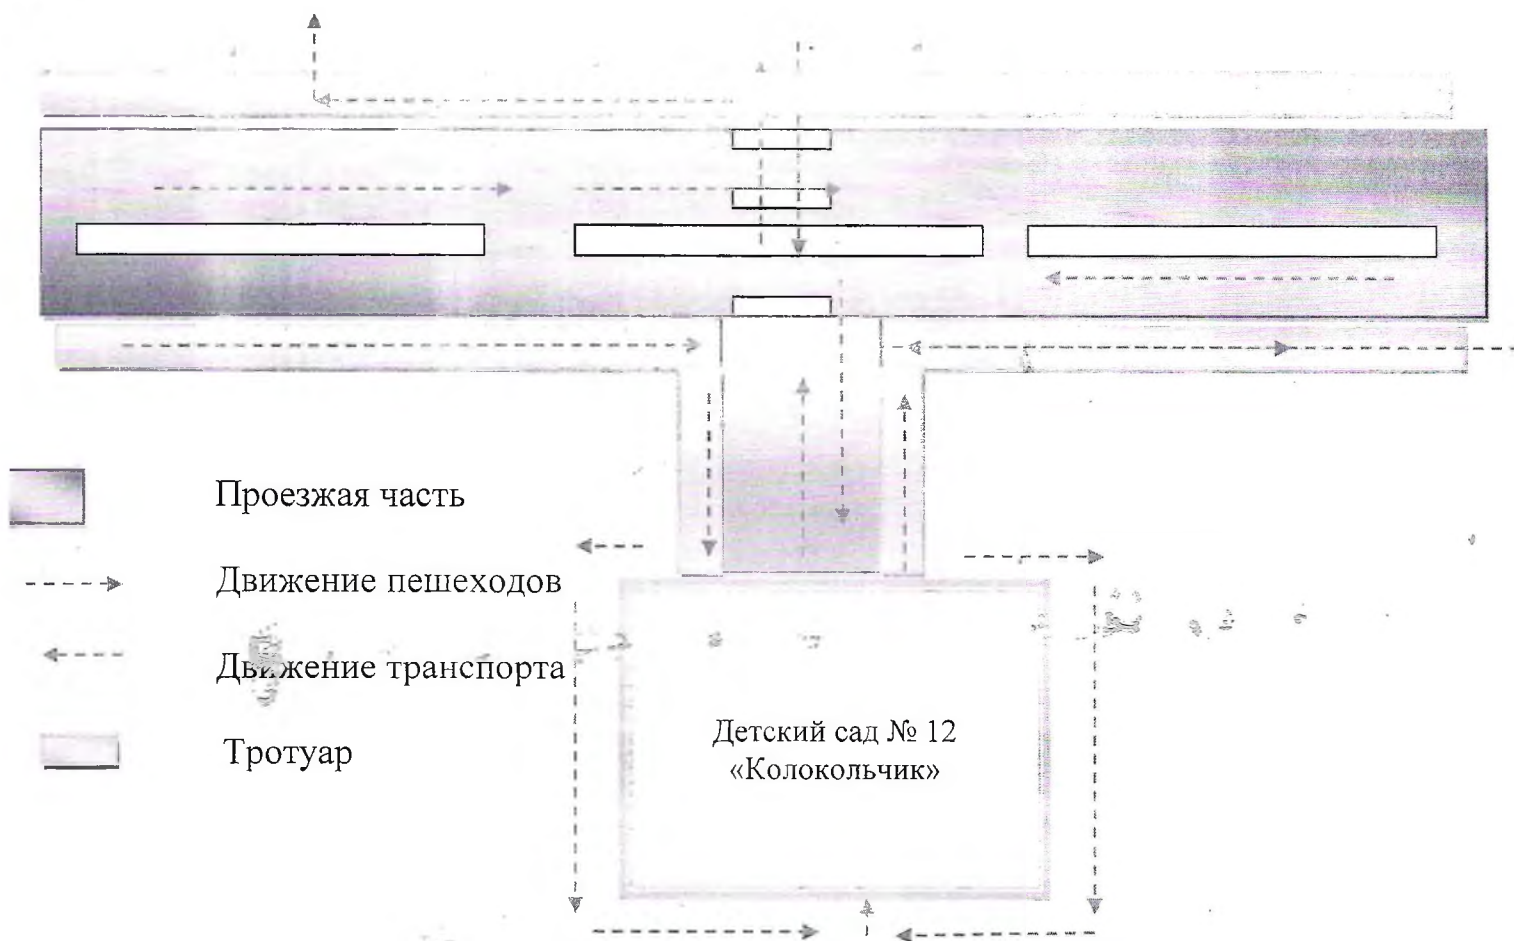 Проезжая часть
Движение пешеходов
Движение транспорта
Тротуар
Детский сад № 12
«Колокольчик»